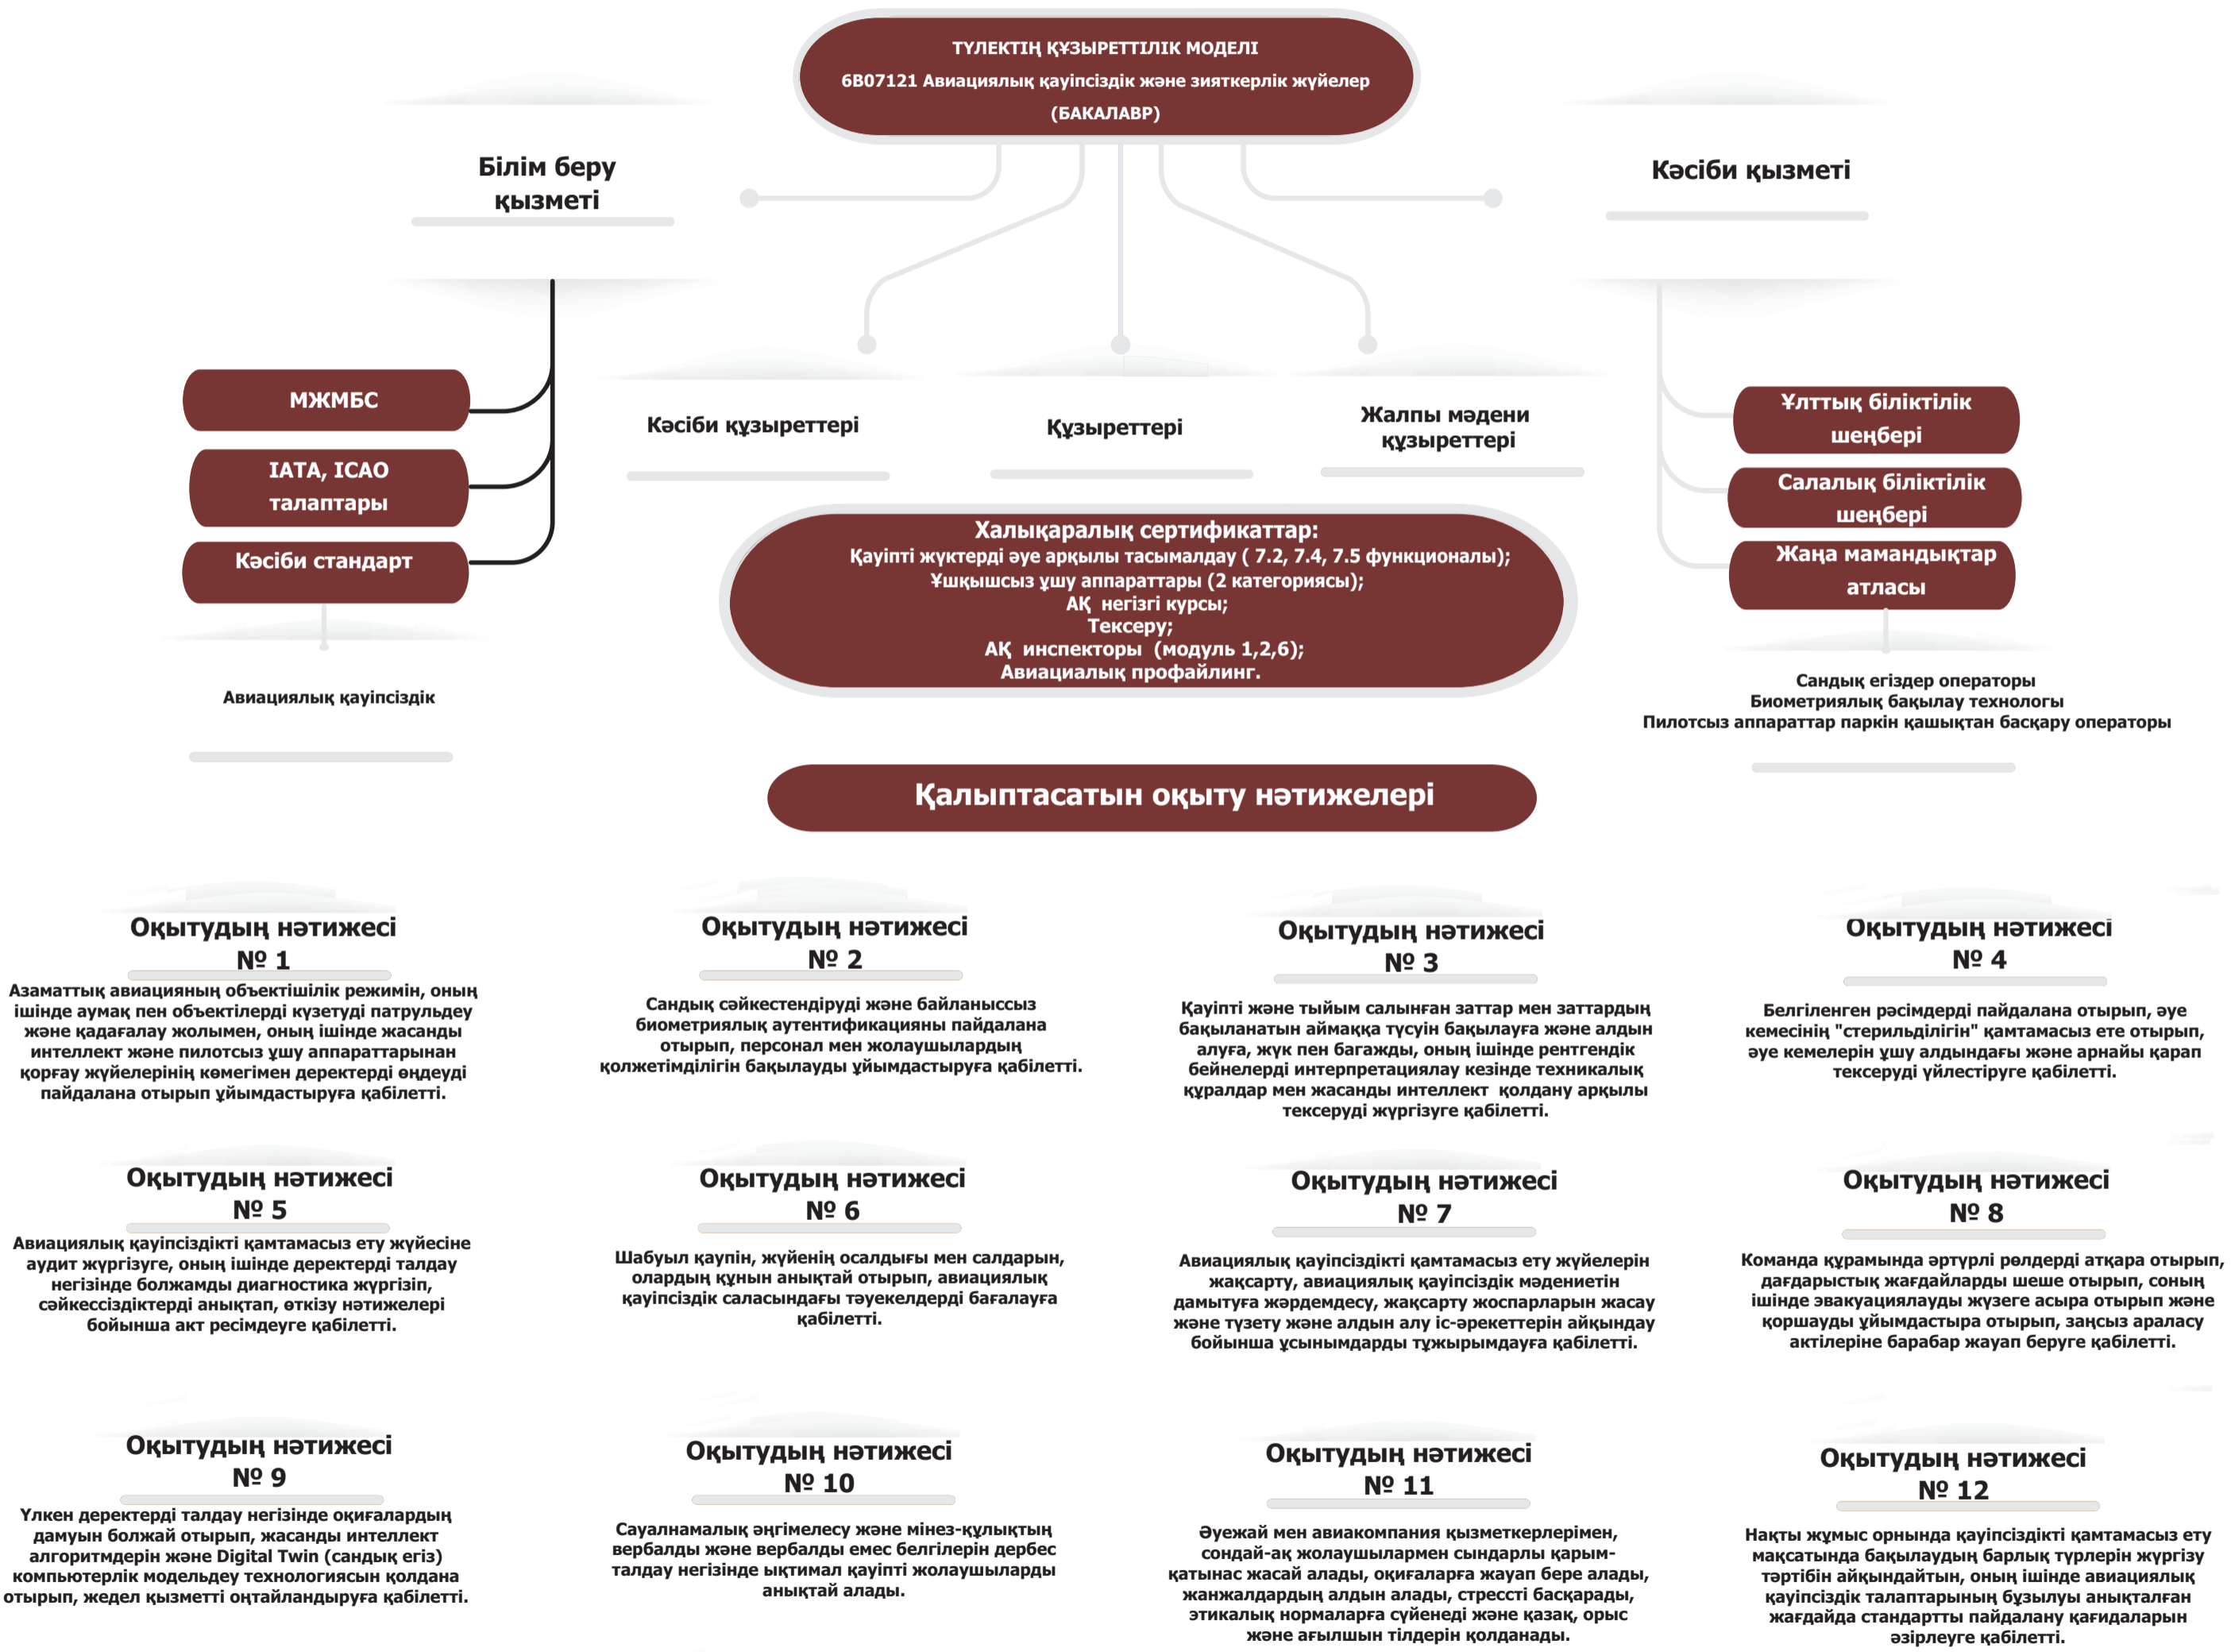 ТҮЛЕКТІҢ ҚҰЗЫРЕТТІЛІК МОДЕЛІ
6В07121 Авиациялық қауіпсіздік және зияткерлік жүйелер
(БАКАЛАВР)
Білім беру
қызметі
Кәсіби қызметі
МЖМБС
ІАТА, ІСАО
талаптары
Кәсіби стандарт
Авиациялық қауіпсіздік
Кәсіби құзыреттері
Құзыреттері
Жалпы мәдени
құзыреттері
Ұлттық біліктілік
шеңбері
Салалық біліктілік
шеңбері
Жаңа мамандықтар
атласы
Сандық егіздер операторы
Биометриялық бақылау технологы
Пилотсыз аппараттар паркін қашықтан басқару операторы
Халықаралық сертификаттар:
Қауіпті жүктерді әуе арқылы тасымалдау ( 7.2, 7.4, 7.5 функционалы);
Ұшқышсыз ұшу аппараттары (2 категориясы);
АҚ  негізгі курсы;
Тексеру;
АҚ  инспекторы  (модуль 1,2,6);
Авиациалық профайлинг.
Қалыптасатын оқыту нәтижелері
Оқытудың нәтижесі
№ 1
Азаматтық авиацияның объектішілік режимін, оның
ішінде аумақ пен объектілерді күзетуді патрульдеу
және қадағалау жолымен, оның ішінде жасанды
интеллект және пилотсыз ұшу аппараттарынан
қорғау жүйелерінің көмегімен деректерді өңдеуді
пайдалана отырып ұйымдастыруға қабілетті.
Оқытудың нәтижесі
№ 2
Сандық сәйкестендіруді және байланыссыз
биометриялық аутентификацияны пайдалана
отырып, персонал мен жолаушылардың
қолжетімділігін бақылауды ұйымдастыруға қабілетті.
Оқытудың нәтижесі
№ 3
Қауіпті және тыйым салынған заттар мен заттардың
бақыланатын аймаққа түсуін бақылауға және алдын
алуға, жүк пен багажды, оның ішінде рентгендік
бейнелерді интерпретациялау кезінде техникалық
құралдар мен жасанды интеллект  қолдану арқылы
тексеруді жүргізуге қабілетті.
Оқытудың нәтижесі
№ 4
Белгіленген рәсімдерді пайдалана отырып, әуе
кемесінің "стерильділігін" қамтамасыз ете отырып,
әуе кемелерін ұшу алдындағы және арнайы қарап
тексеруді үйлестіруге қабілетті.
Оқытудың нәтижесі
№ 5
Авиациялық қауіпсіздікті қамтамасыз ету жүйесіне
аудит жүргізуге, оның ішінде деректерді талдау
негізінде болжамды диагностика жүргізіп,
сәйкессіздіктерді анықтап, өткізу нәтижелері
бойынша акт ресімдеуге қабілетті.
Оқытудың нәтижесі
№ 6
Шабуыл қаупін, жүйенің осалдығы мен салдарын,
олардың құнын анықтай отырып, авиациялық
қауіпсіздік саласындағы тәуекелдерді бағалауға
қабілетті.
Оқытудың нәтижесі
№ 7
Авиациялық қауіпсіздікті қамтамасыз ету жүйелерін
жақсарту, авиациялық қауіпсіздік мәдениетін
дамытуға жәрдемдесу, жақсарту жоспарларын жасау
және түзету және алдын алу іс-әрекеттерін айқындау
бойынша ұсынымдарды тұжырымдауға қабілетті.
Оқытудың нәтижесі
№ 8
Команда құрамында әртүрлі рөлдерді атқара отырып,
дағдарыстық жағдайларды шеше отырып, соның
ішінде эвакуациялауды жүзеге асыра отырып және
қоршауды ұйымдастыра отырып, заңсыз араласу
актілеріне барабар жауап беруге қабілетті.
Оқытудың нәтижесі
№ 9
Үлкен деректерді талдау негізінде оқиғалардың
дамуын болжай отырып, жасанды интеллект
алгоритмдерін және Digital Twin (сандық егіз)
компьютерлік модельдеу технологиясын қолдана
отырып, жедел қызметті оңтайландыруға қабілетті.
Оқытудың нәтижесі
№ 10
Сауалнамалық әңгімелесу және мінез-құлықтың
вербалды және вербалды емес белгілерін дербес
талдау негізінде ықтимал қауіпті жолаушыларды
анықтай алады.
Оқытудың нәтижесі
№ 11
Әуежай мен авиакомпания қызметкерлерімен,
сондай-ақ жолаушылармен сындарлы қарым-
қатынас жасай алады, оқиғаларға жауап бере алады,
жанжалдардың алдын алады, стрессті басқарады,
этикалық нормаларға сүйенеді және қазақ, орыс
және ағылшын тілдерін қолданады.
Оқытудың нәтижесі
№ 12
Нақты жұмыс орнында қауіпсіздікті қамтамасыз ету
мақсатында бақылаудың барлық түрлерін жүргізу
тәртібін айқындайтын, оның ішінде авиациялық
қауіпсіздік талаптарының бұзылуы анықталған
жағдайда стандартты пайдалану қағидаларын
әзірлеуге қабілетті.